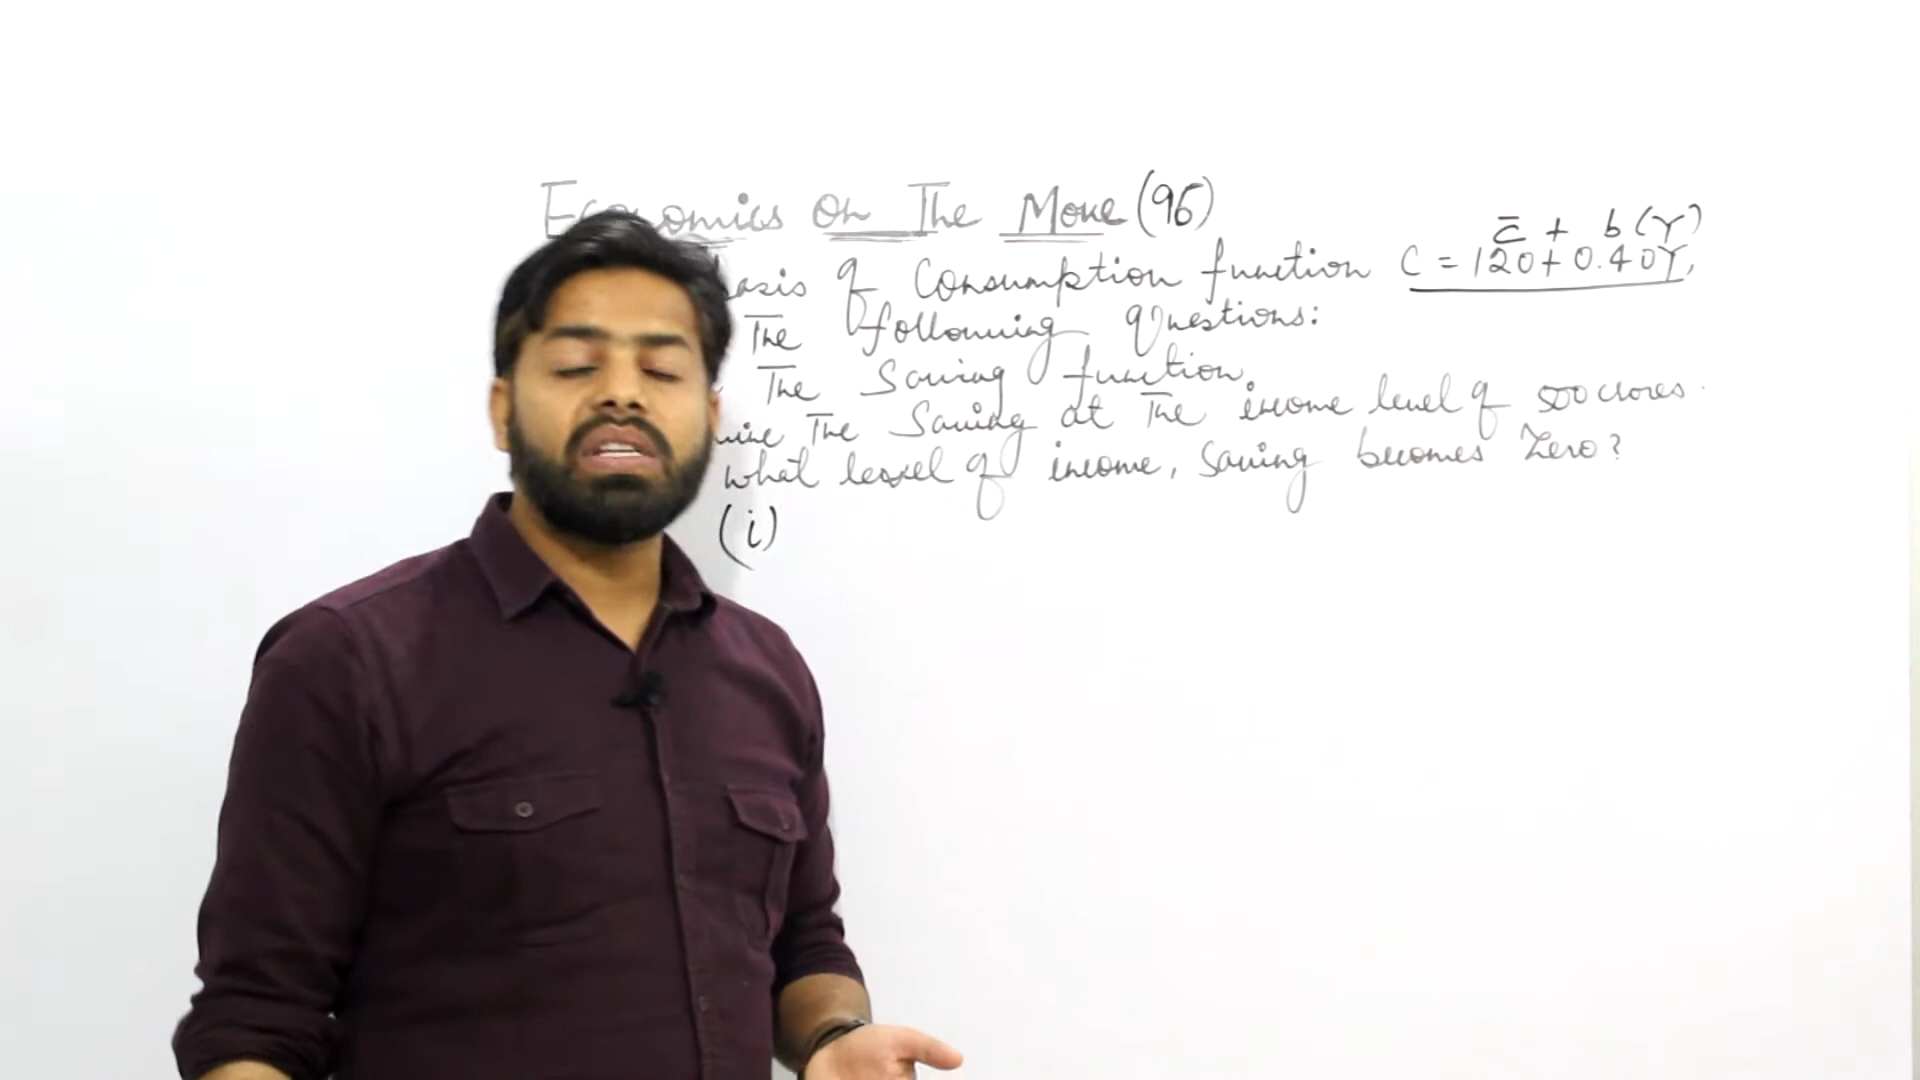 Economics On The Move (96)
c̄ + b(Y)
of Consumption function C = 120 + 0.40Y,
The following Questions:
The Saving function.
The Saving at The income level of 500 crores.
what level of income, Saving becomes Zero?
(i)